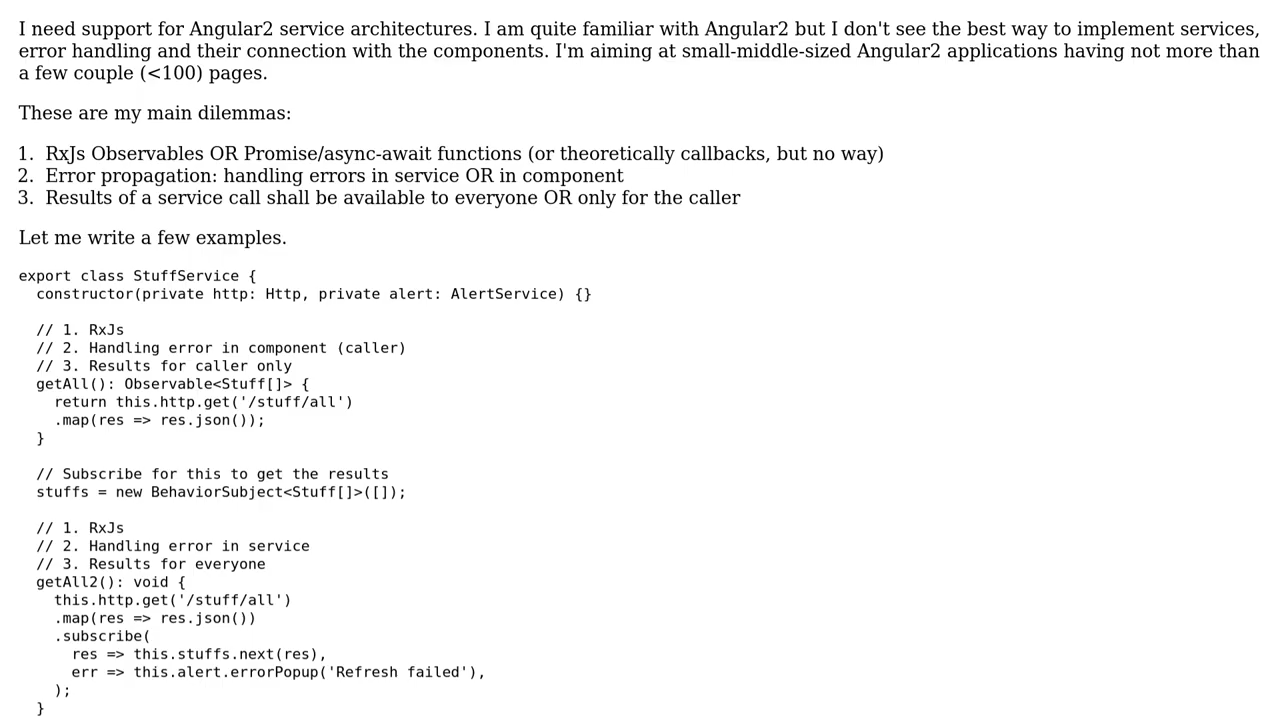 I need support for Angular2 service architectures. I am quite familiar with Angular2 but I don't see the best way to implement services,
error handling and their connection with the components. I'm aiming at small-middle-sized Angular2 applications having not more than
a few couple (<100) pages.
These are my main dilemmas:
1. RxJs Observables OR Promise/async-await functions (or theoretically callbacks, but no way)
2. Error propagation: handling errors in service OR in component
3. Results of a service call shall be available to everyone OR only for the caller
Let me write a few examples.
export class StuffService {
  constructor(private http: Http, private alert: AlertService) {}
  // 1. RxJs
  // 2. Handling error in component (caller)
  // 3. Results for caller only
  getAll(): Observable<Stuff[]> {
    return this.http.get('/stuff/all')
    .map(res => res.json());
  }
  // Subscribe for this to get the results
  stuffs = new BehaviorSubject<Stuff[]>([]);
  // 1. RxJs
  // 2. Handling error in service
  // 3. Results for everyone
  getAll2(): void {
    this.http.get('/stuff/all')
    .map(res => res.json())
    .subscribe(
      res => this.stuffs.next(res),
      err => this.alert.errorPopup('Refresh failed'),
    );
  }